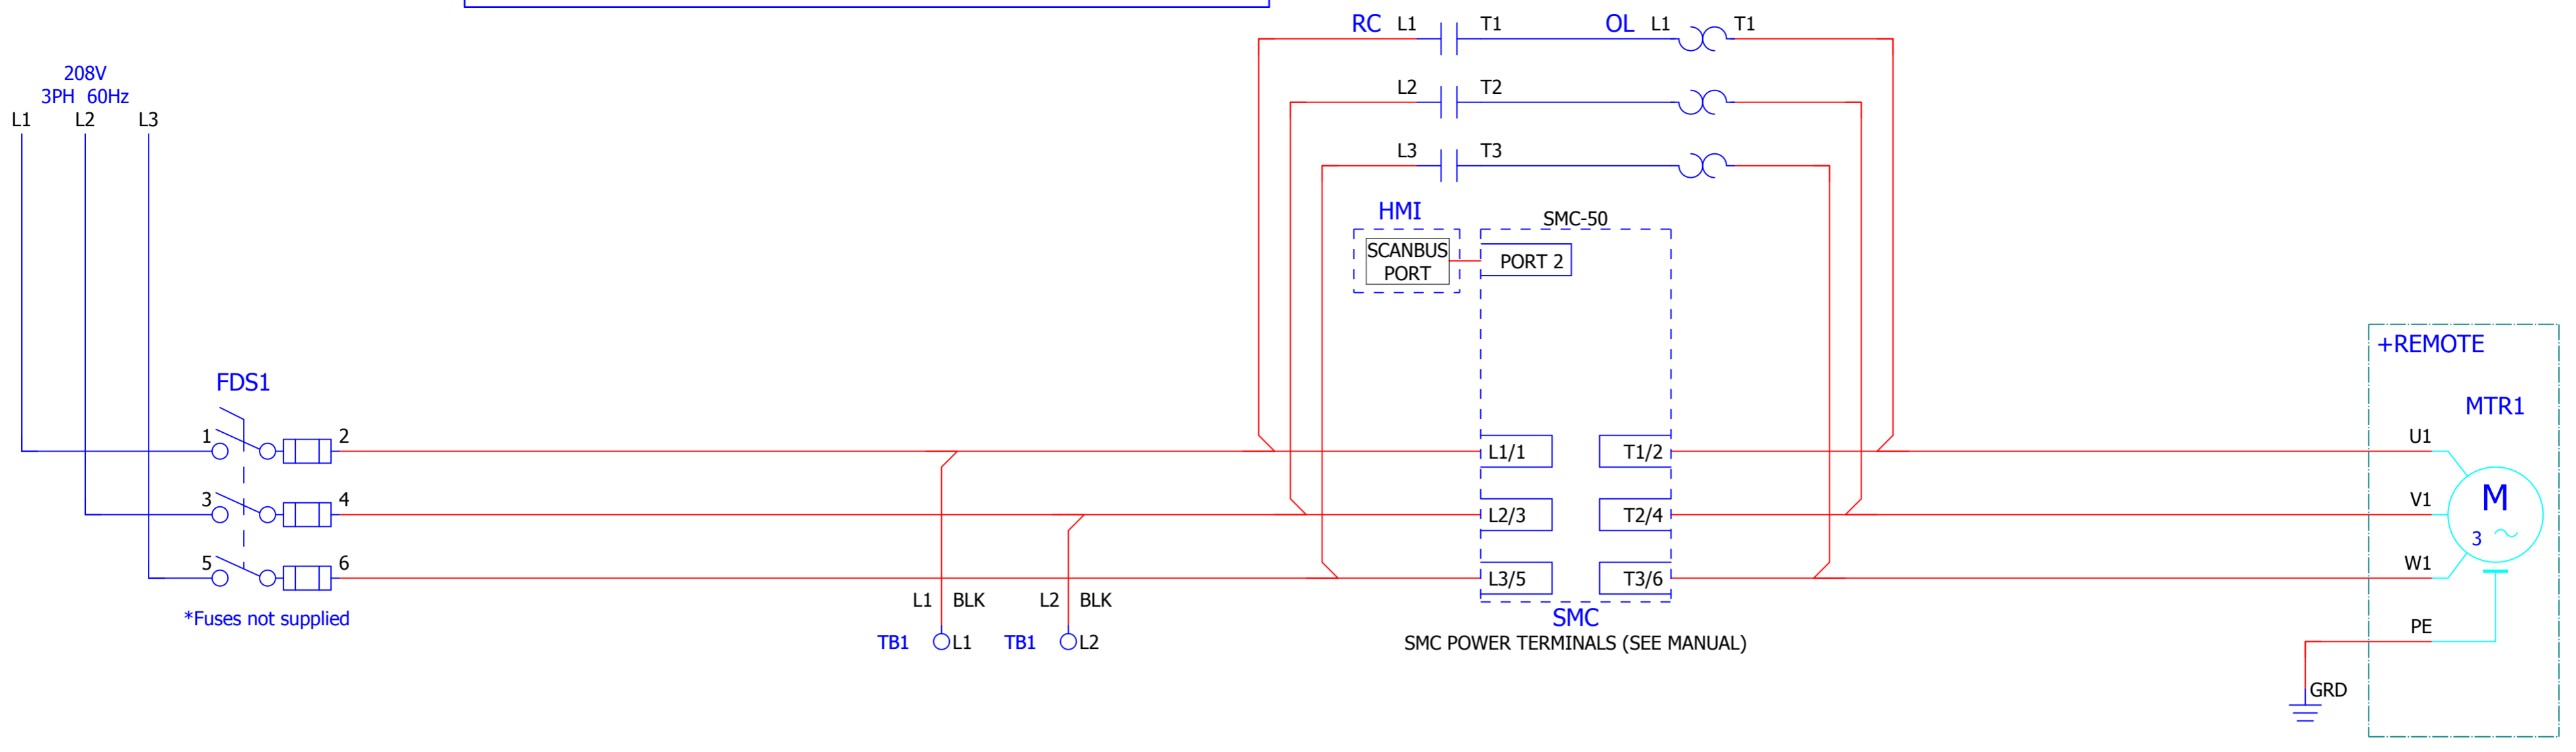 RC L1 T1 OL L1 T1
208V
3PH 60Hz
L1 L2 L3
L2 T2
L3 T3
HMI
SCANBUS
PORT
SMC-50
PORT 2
+REMOTE
MTR1
FDS1
1 2
3 4
5 6
*Fuses not supplied
L1/1 T1/2
L2/3 T2/4
L3/5 T3/6
U1
V1
W1
PE
M
3
L1 BLK L2 BLK
TB1 L1 TB1 L2
SMC
SMC POWER TERMINALS (SEE MANUAL)
GRD